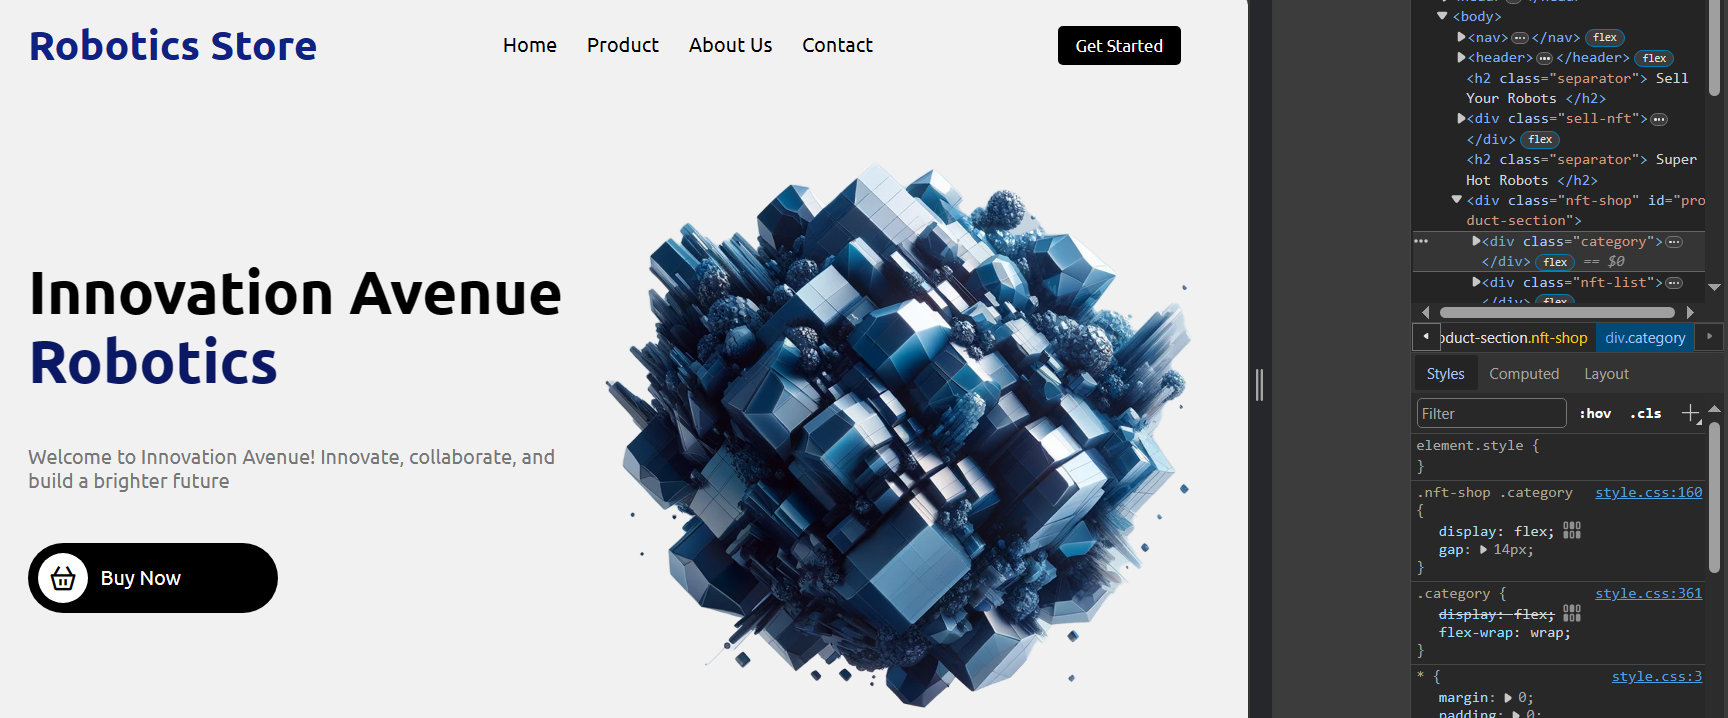 Robotics Store
Home Product About Us Contact
Get Started
Innovation Avenue
Robotics
Welcome to Innovation Avenue! Innovate, collaborate, and
build a brighter future
Buy Now
<body>
<nav> </nav> flex
<header> </header> flex
<h2 class="separator"> Sell
Your Robots </h2>
<div class="sell-nft">
</div> flex
<h2 class="separator"> Super
Hot Robots </h2>
<div class="nft-shop" id="pro
duct-section">
<div class="category">
</div> flex == $0
<div class="nft-list">
</div> flex
oduct-section.nft-shop div.category
Styles Computed Layout
Filter :hov .cls
element.style {
}
.nft-shop .category style.css:160
{
display: flex;
gap: 14px;
}
.category { style.css:361
display: flex;
flex-wrap: wrap;
}
* { style.css:3
margin: 0;
padding: 0;